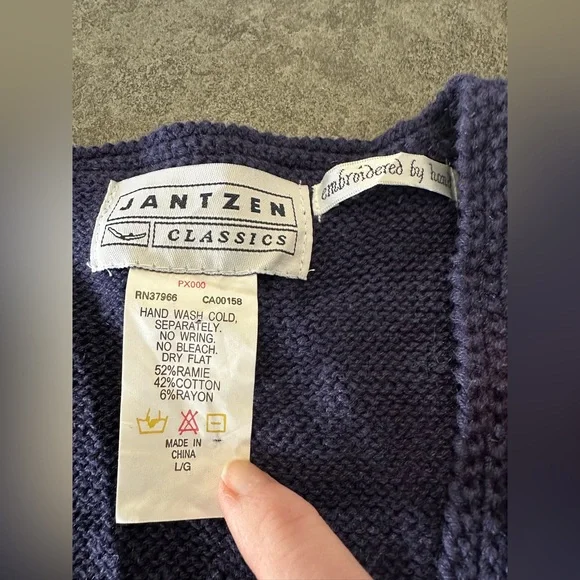 JANTZEN
CLASSICS
embroidered by hand
PX000
RN37966 CA00158
HAND WASH COLD,
SEPARATELY.
NO WRING.
NO BLEACH.
DRY FLAT
52%RAMIE
42%COTTON
6%RAYON
MADE IN
CHINA
L/G